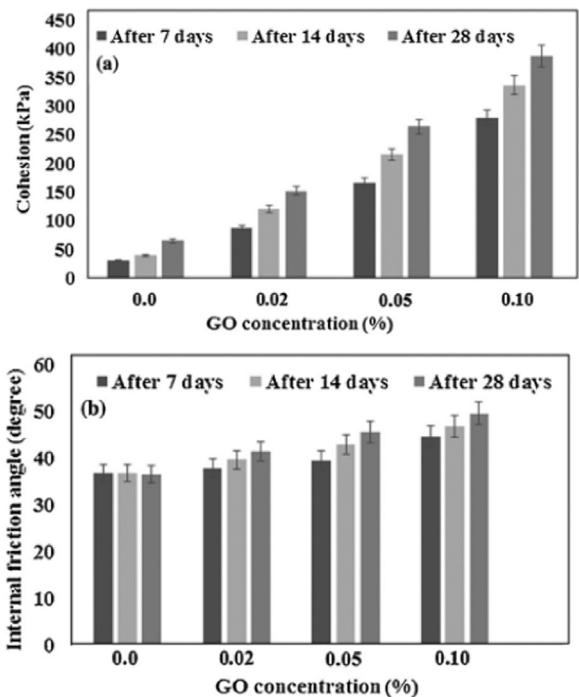 After 7 days After 14 days After 28 days
(a)
Cohesion (kPa)
450
400
350
300
250
200
150
100
50
0
0.0 0.02 0.05 0.10
GO concentration (%)
After 7 days After 14 days After 28 days
(b)
Internal friction angle (degree)
60
50
40
30
20
10
0
0.0 0.02 0.05 0.10
GO concentration (%)